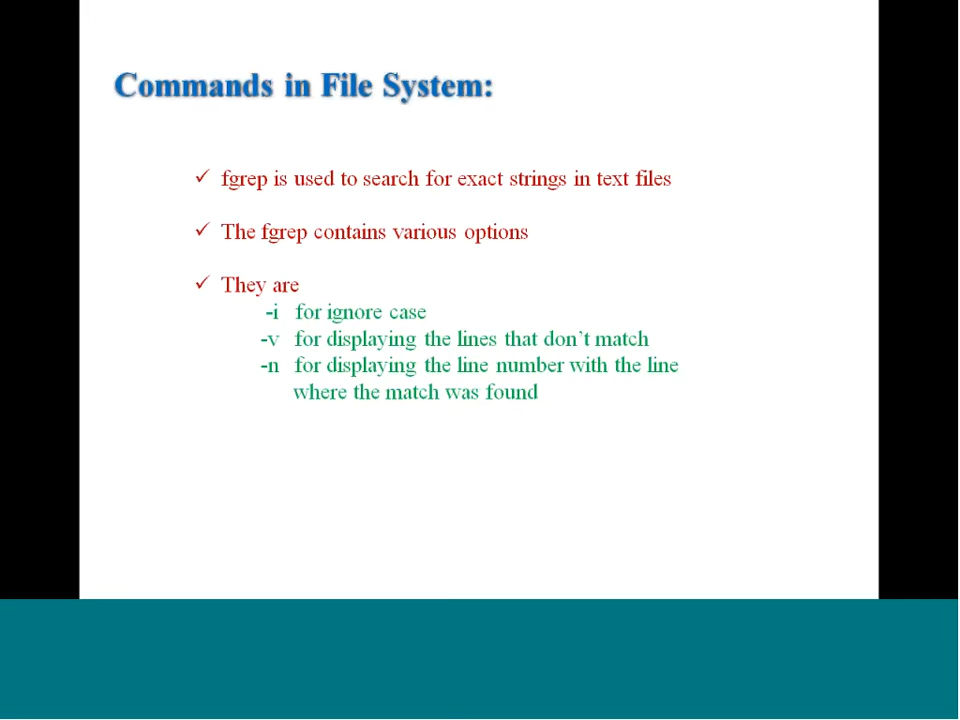 Commands in File System:
✓ fgrep is used to search for exact strings in text files
✓ The fgrep contains various options
✓ They are
-i for ignore case
-v for displaying the lines that don't match
-n for displaying the line number with the line
where the match was found